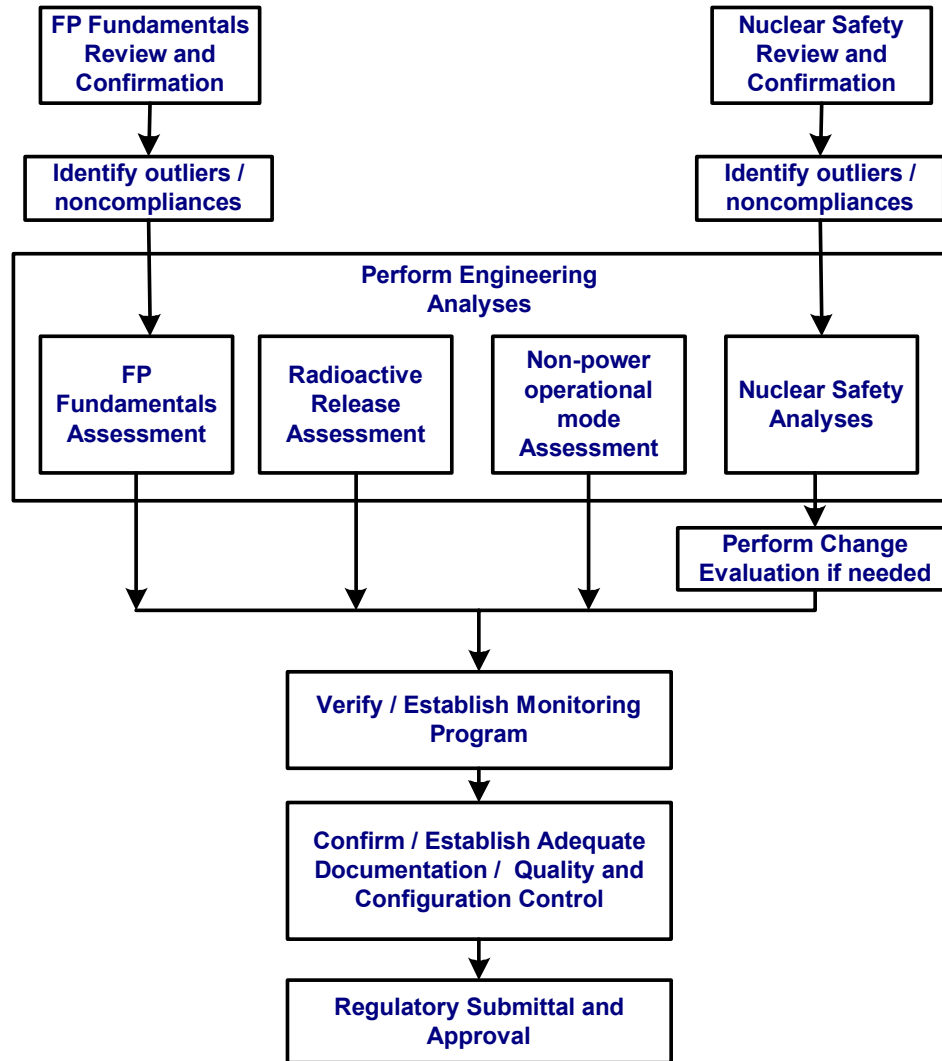 FP Fundamentals
Review and
Confirmation
Nuclear Safety
Review and
Confirmation
Identify outliers /
noncompliances
Identify outliers /
noncompliances
Perform Engineering
Analyses
FP
Fundamentals
Assessment
Radioactive
Release
Assessment
Non-power
operational
mode
Assessment
Nuclear Safety
Analyses
Perform Change
Evaluation if needed
Verify / Establish Monitoring
Program
Confirm / Establish Adequate
Documentation /  Quality and
Configuration Control
Regulatory Submittal and
Approval